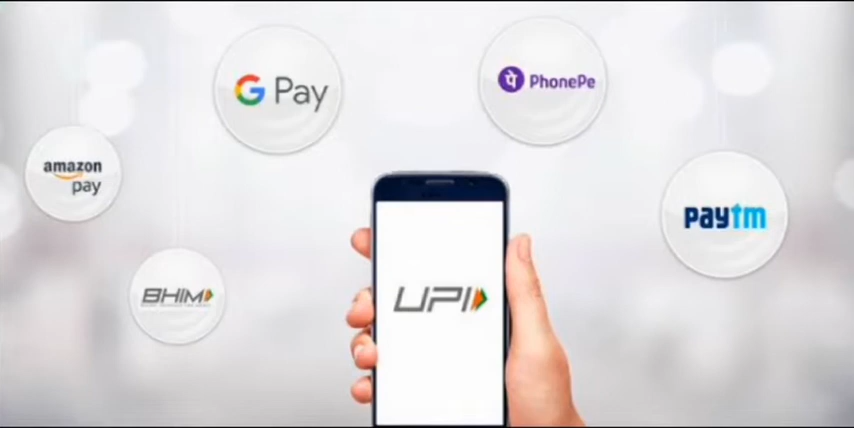 G Pay
पे PhonePe
amazon
pay
paytm
BHIM
UPI